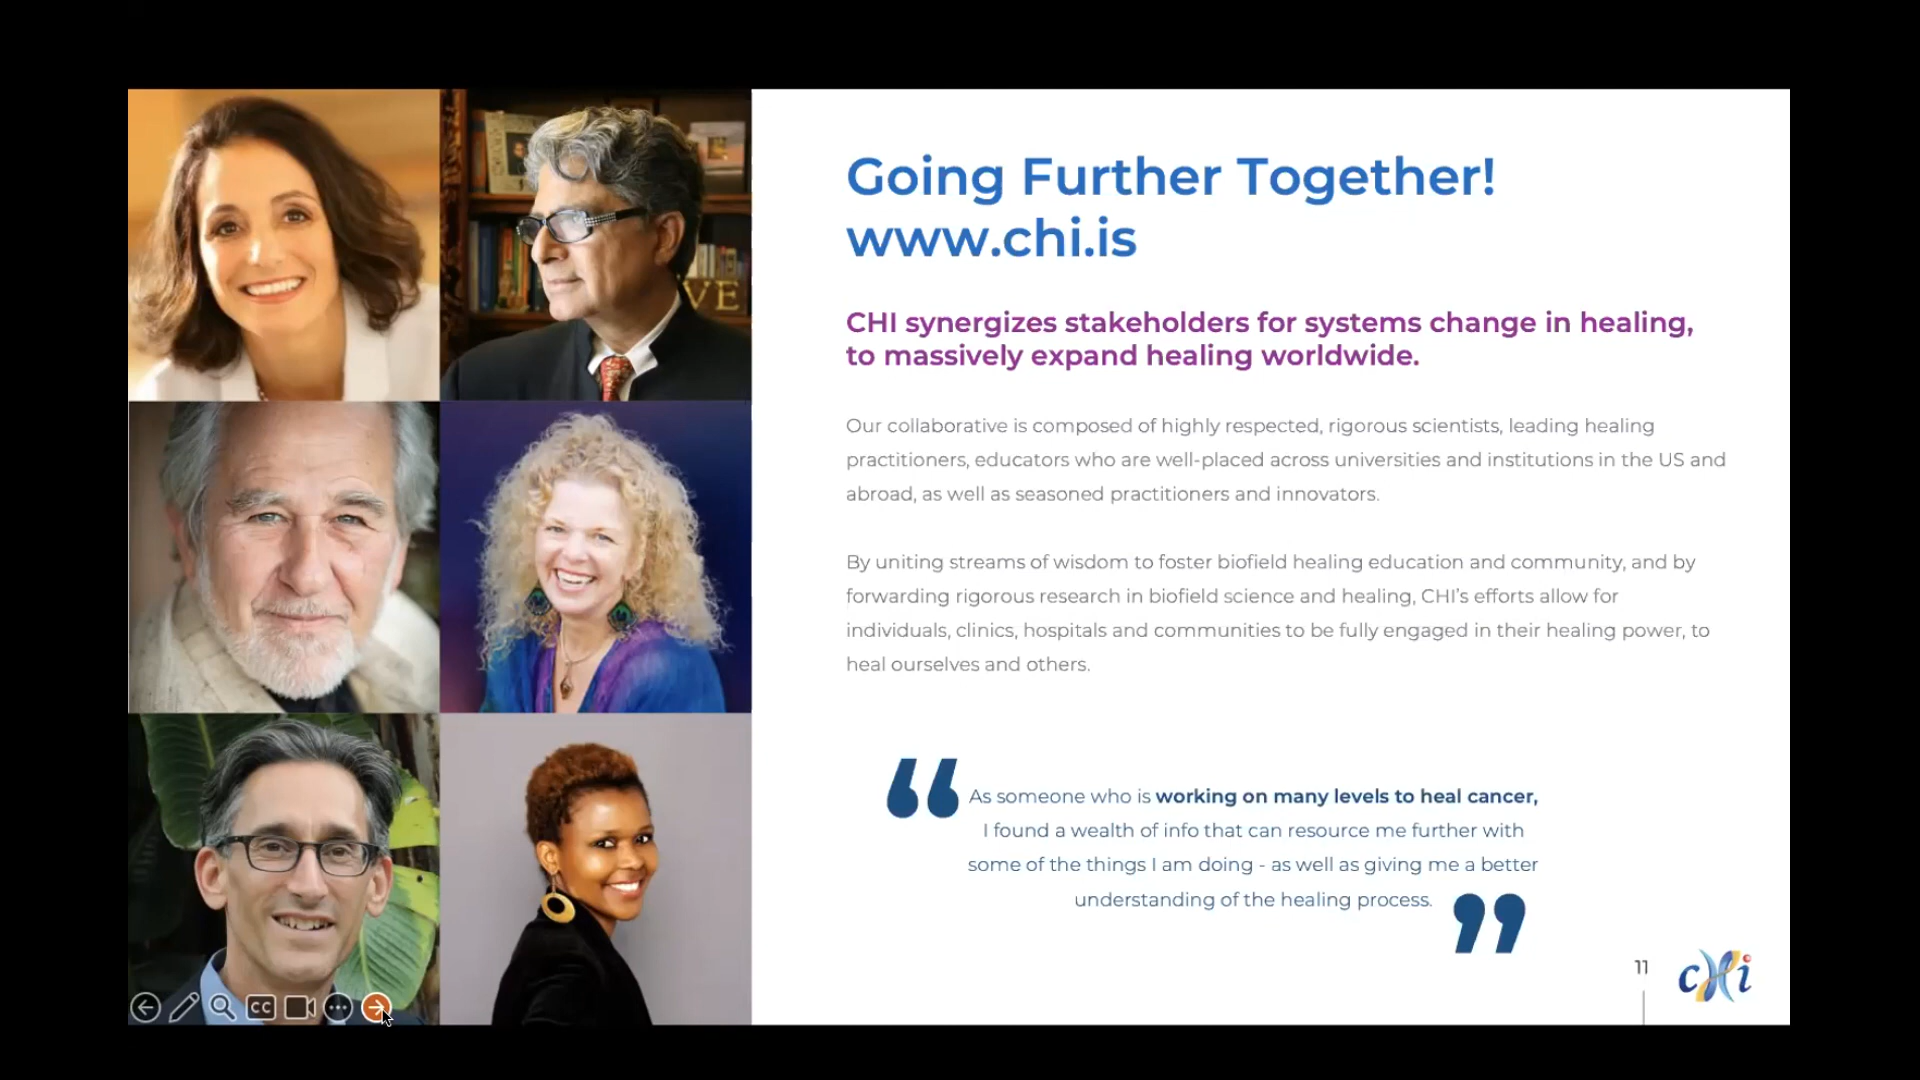 VE
Going Further Together!
www.chi.is
CHI synergizes stakeholders for systems change in healing,
to massively expand healing worldwide.
Our collaborative is composed of highly respected, rigorous scientists, leading healing
practitioners, educators who are well-placed across universities and institutions in the US and
abroad, as well as seasoned practitioners and innovators.
By uniting streams of wisdom to foster biofield healing education and community, and by
forwarding rigorous research in biofield science and healing, CHI’s efforts allow for
individuals, clinics, hospitals and communities to be fully engaged in their healing power, to
heal ourselves and others.
“As someone who is working on many levels to heal cancer,
I found a wealth of info that can resource me further with
some of the things I am doing - as well as giving me a better
understanding of the healing process.”
11
cHi
CC